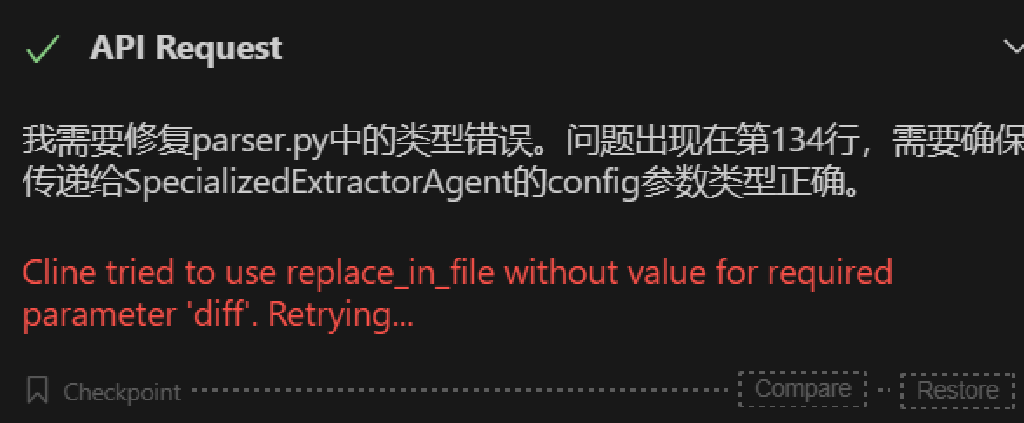 API Request
我需要修复parser.py中的类型错误。问题出现在第134行，需要确保
传递给SpecializedExtractorAgent的config参数类型正确。
Cline tried to use replace_in_file without value for required
parameter 'diff'. Retrying...
Checkpoint Compare Restore